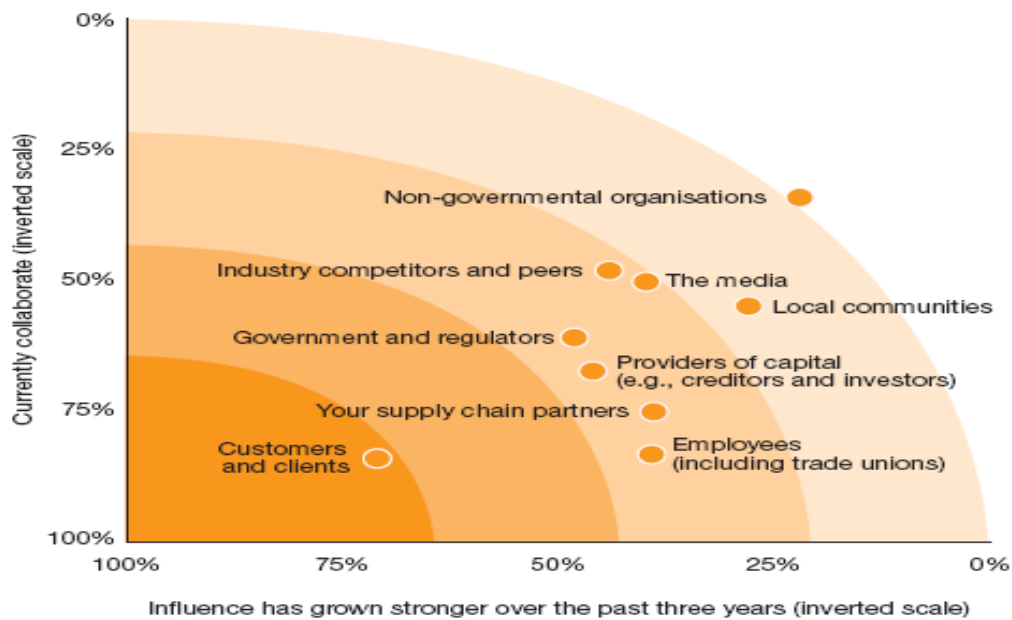 0%
25%
Non-governmental organisations
Industry competitors and peers
50%
The media
Local communities
Government and regulators
Providers of capital
(e.g., creditors and investors)
75%
Your supply chain partners
Customers
and clients
Employees
(including trade unions)
100%
100%
75%
50%
25%
0%
Currently collaborate (inverted scale)
Influence has grown stronger over the past three years (inverted scale)